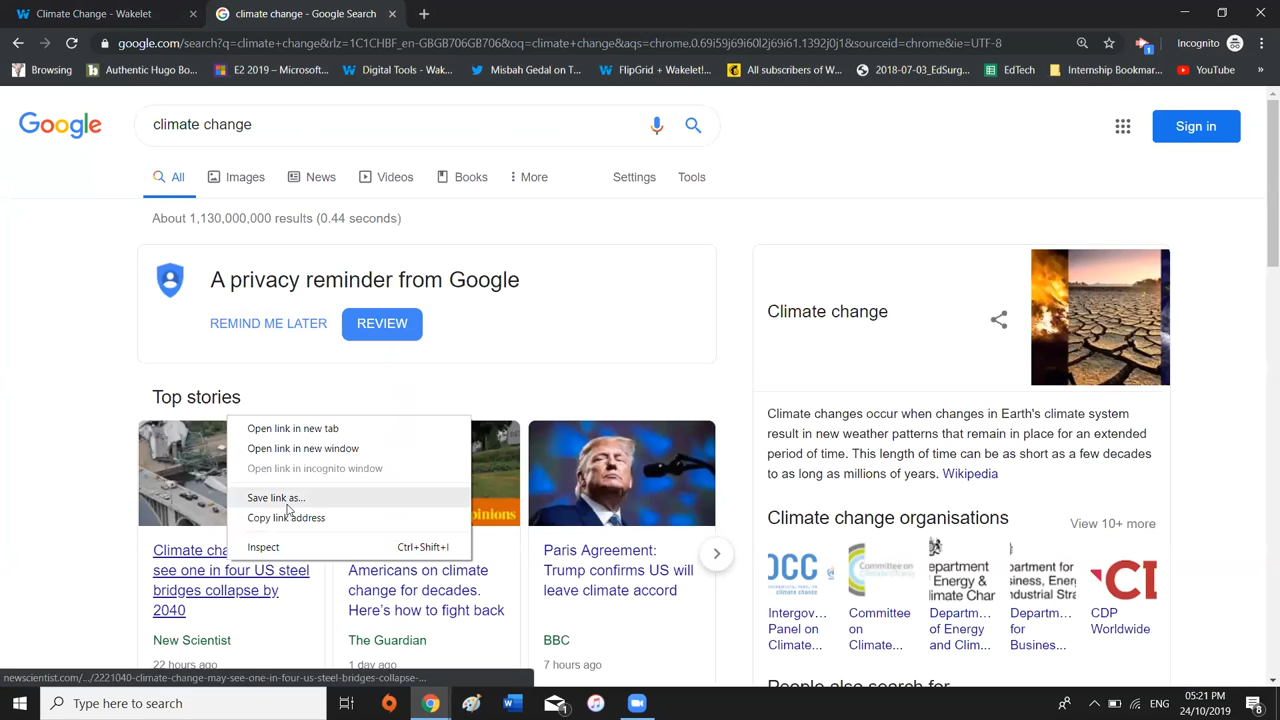 Climate Change - Wakelet
climate change - Google Search
google.com/search?q=climate+change&rlz=1C1CHBF_en-GBGB706GB706&oq=climate+change&aqs=chrome.0.69i59j69i60l2j69i61.1392j0j1&sourceid=chrome&ie=UTF-8
1
Incognito
Browsing
Authentic Hugo Bo...
E2 2019 – Microsof...
Digital Tools - Wak...
Misbah Gedal on T...
FlipGrid + Wakelet!...
All subscribers of W...
2018-07-03_EdSurg...
EdTech
Internship Bookmar...
YouTube
»
Google
climate change
Sign in
All
Images
News
Videos
Books
More
Settings
Tools
About 1,130,000,000 results (0.44 seconds)
A privacy reminder from Google
REMIND ME LATER
REVIEW
Climate change
Climate changes occur when changes in Earth's climate system
result in new weather patterns that remain in place for an extended
period of time. This length of time can be as short as a few decades
to as long as millions of years. Wikipedia
Top stories
Open link in new tab
Open link in new window
Open link in incognito window
Save link as...
Copy link address
Inspect Ctrl+Shift+I
pinions
Climate cha
see one in four US steel
bridges collapse by
2040
New Scientist
22 hours ago
Americans on climate
change for decades.
Here's how to fight back
The Guardian
1 day ago
Paris Agreement:
Trump confirms US will
leave climate accord
BBC
7 hours ago
Climate change organisations
View 10+ more
Intergov...
Panel on
Climate...
Committee
on
Climate...
Departm...
of Energy
and Clim...
Departm...
for
Business...
CDP
Worldwide
People also search for
newscientist.com/.../2221040-climate-change-may-see-one-in-four-us-steel-bridges-collapse-...
Type here to search
1
ENG
05:21 PM
24/10/2019
8